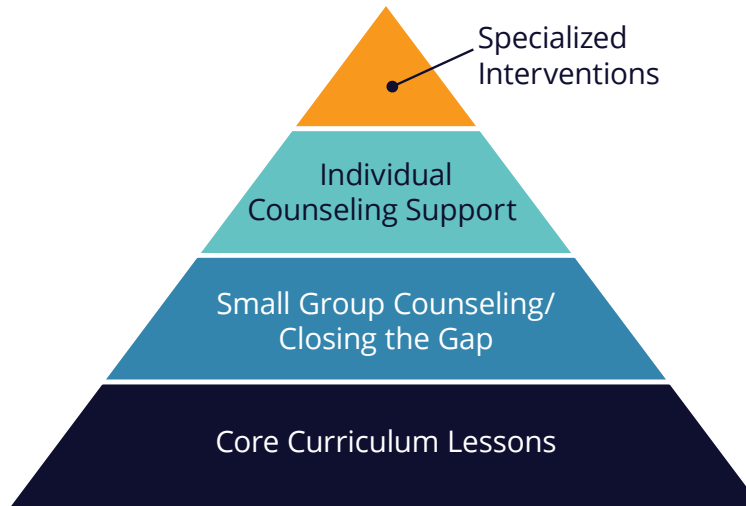 Specialized
Interventions
Individual
Counseling Support
Small Group Counseling/
Closing the Gap
Core Curriculum Lessons